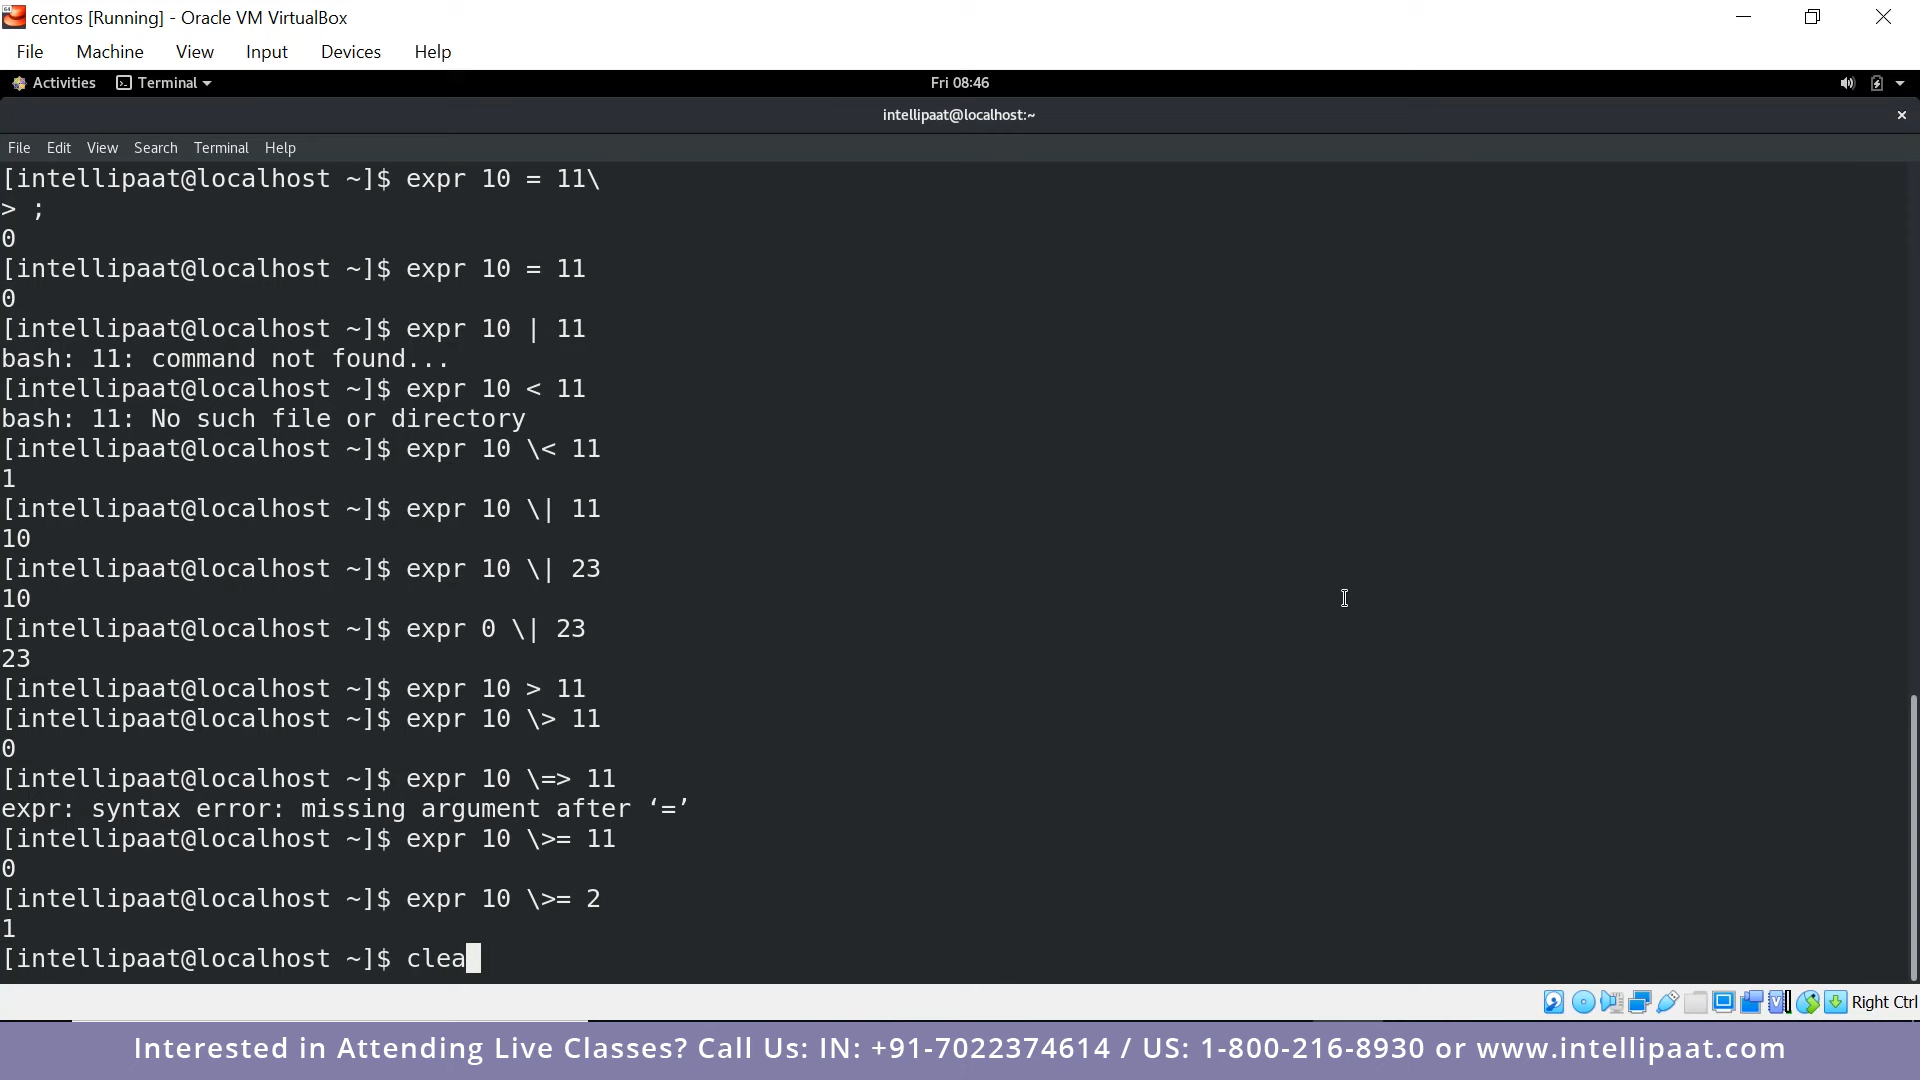 centos [Running] - Oracle VM VirtualBox
File Machine View Input Devices Help
Activities Terminal Fri 08:46
intellipaat@localhost:~
File Edit View Search Terminal Help
[intellipaat@localhost ~]$ expr 10 = 11\
> ;
0
[intellipaat@localhost ~]$ expr 10 = 11
0
[intellipaat@localhost ~]$ expr 10 | 11
bash: 11: command not found...
[intellipaat@localhost ~]$ expr 10 < 11
bash: 11: No such file or directory
[intellipaat@localhost ~]$ expr 10 \< 11
1
[intellipaat@localhost ~]$ expr 10 \| 11
10
[intellipaat@localhost ~]$ expr 10 \| 23
10
[intellipaat@localhost ~]$ expr 0 \| 23
23
[intellipaat@localhost ~]$ expr 10 > 11
[intellipaat@localhost ~]$ expr 10 \> 11
0
[intellipaat@localhost ~]$ expr 10 \=> 11
expr: syntax error: missing argument after ‘=’
[intellipaat@localhost ~]$ expr 10 \>= 11
0
[intellipaat@localhost ~]$ expr 10 \>= 2
1
[intellipaat@localhost ~]$ clea
Right Ctrl
Interested in Attending Live Classes? Call Us: IN: +91-7022374614 / US: 1-800-216-8930 or www.intellipaat.com